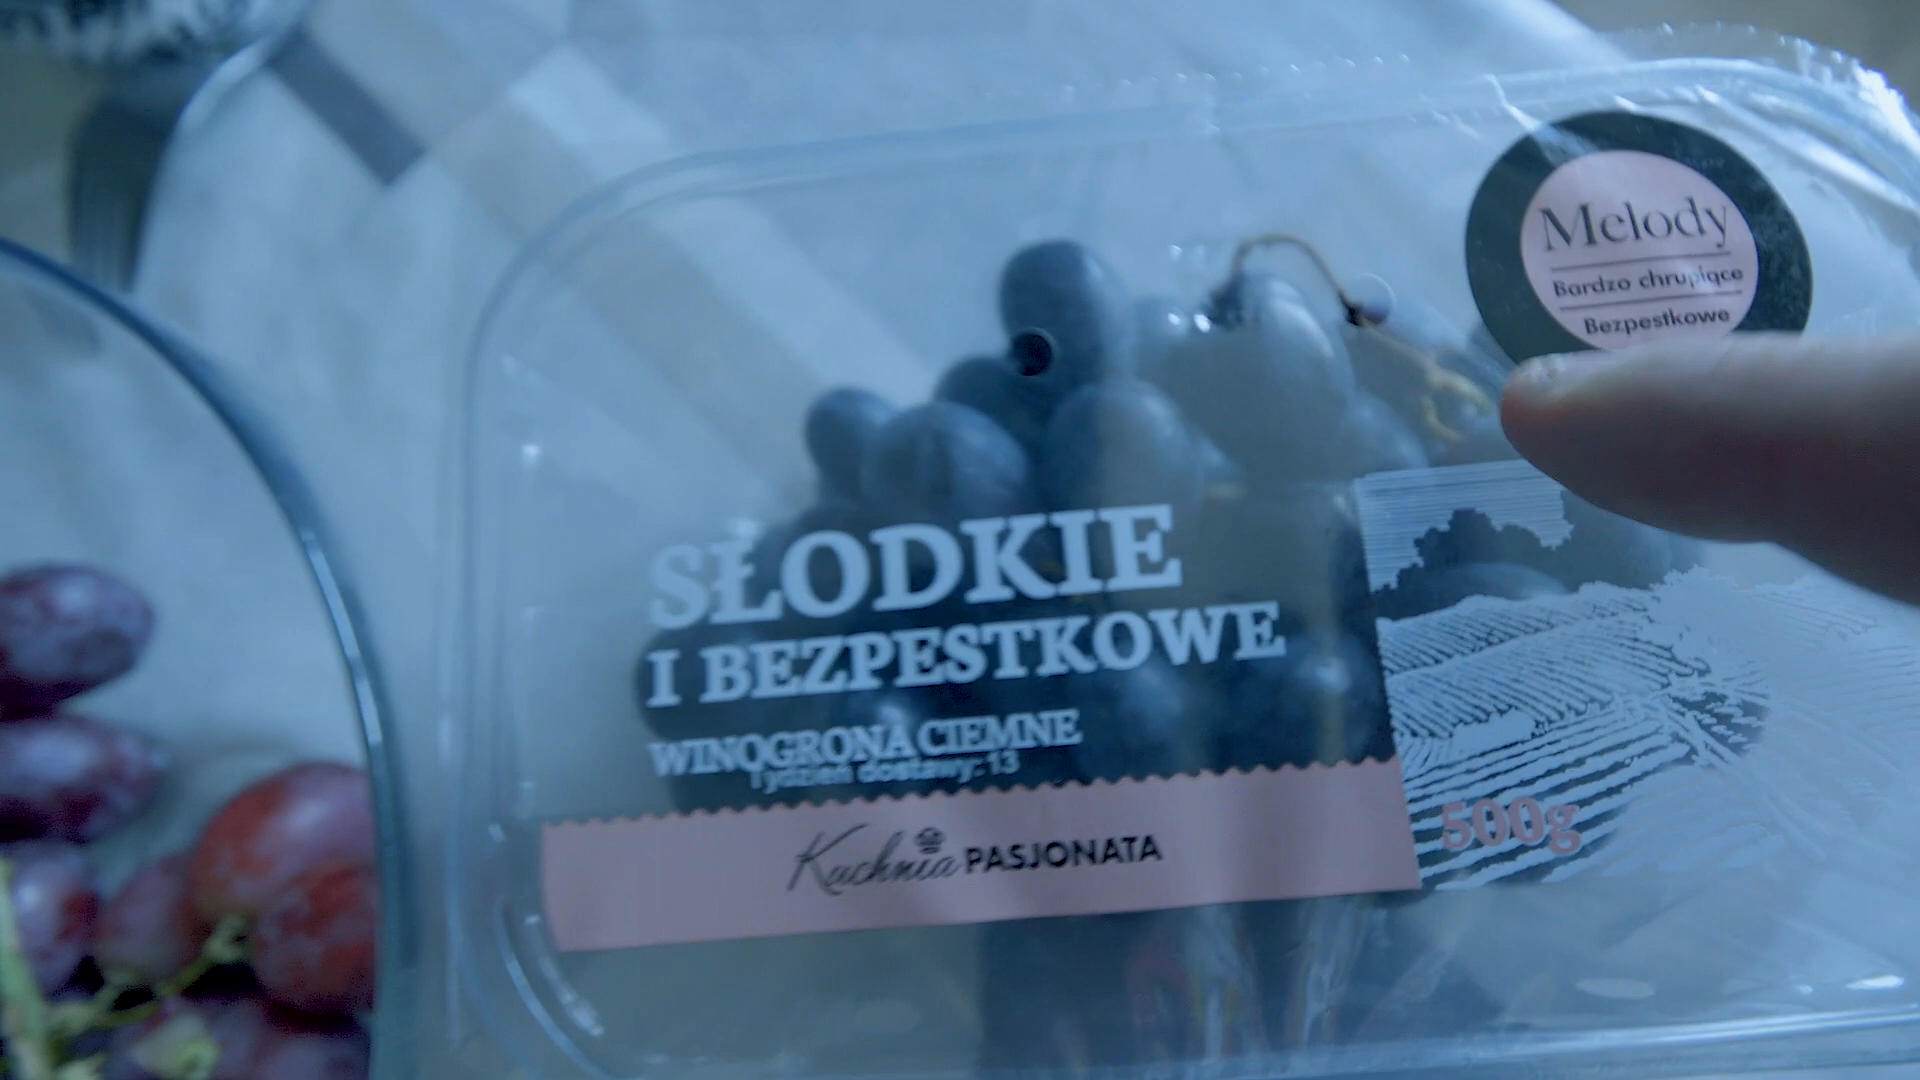 Melody
Bardzo chrupiące
Bezpestkowe
SŁODKIE
I BEZPESTKOWE
WINOGRONA CIEMNE
Tydzień dostawy: 13
Kuchnia PASJONATA
500g